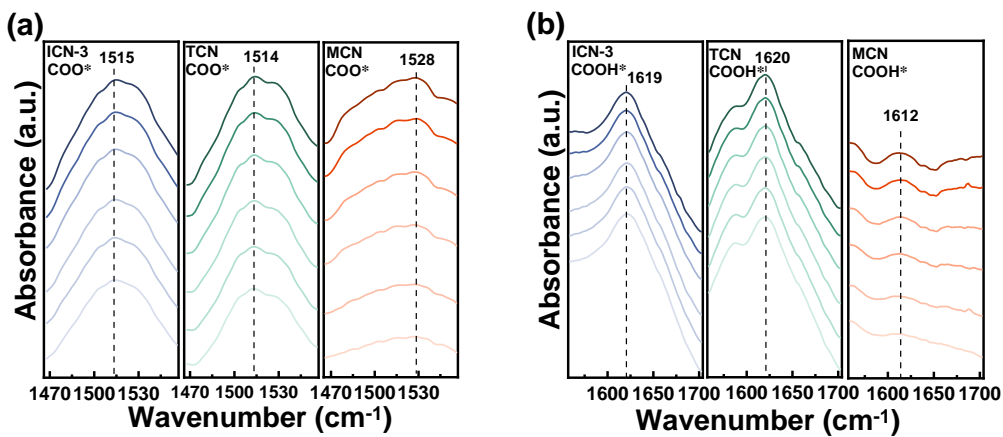 (a)
Absorbance (a.u.)
ICN-3
COO*
1515
TCN
COO*
1514
MCN
COO*
1528
1470 1500 1530
1470 1500 1530
1470 1500 1530
Wavenumber (cm-1)
(b)
Absorbance (a.u.)
ICN-3
COOH*
1619
TCN
COOH*
1620
MCN
COOH*
1612
1600 1650 1700
1600 1650 1700
1600 1650 1700
Wavenumber (cm-1)